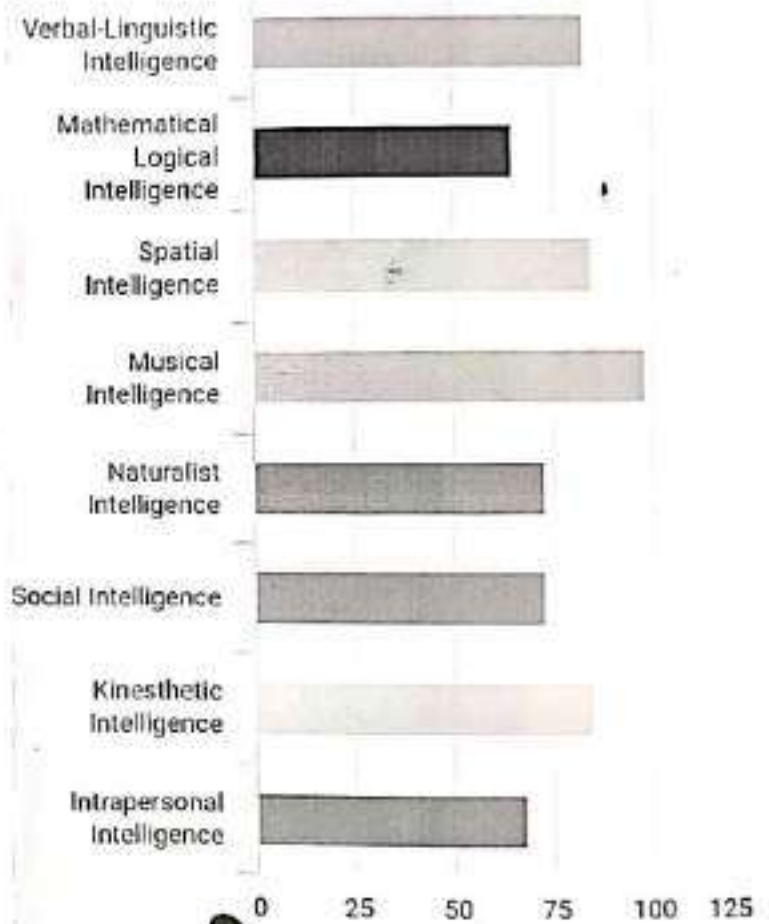 Verbal-Linguistic
Intelligence
Mathematical
Logical
Intelligence
Spatial
Intelligence
Musical
Intelligence
Naturalist
Intelligence
Social Intelligence
Kinesthetic
Intelligence
Intrapersonal
Intelligence
0 25 50 75 100 125